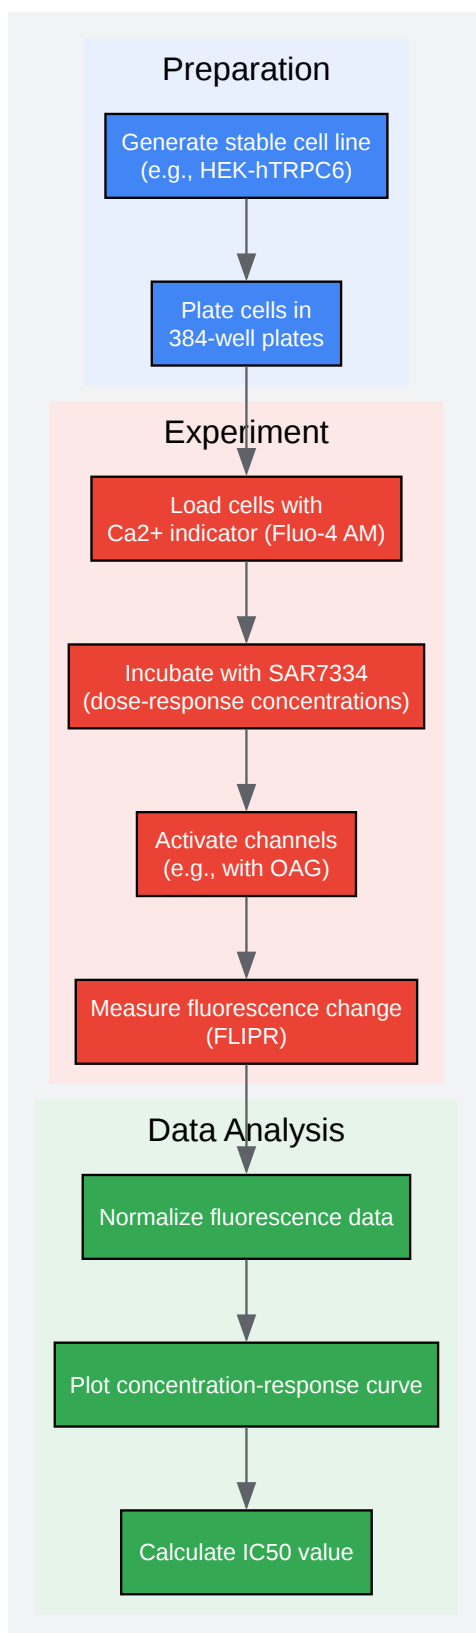 Preparation
Generate stable cell line
(e.g., HEK-hTRPC6)
Plate cells in
384-well plates
Experiment
Load cells with
Ca2+ indicator (Fluo-4 AM)
Incubate with SAR7334
(dose-response concentrations)
Activate channels
(e.g., with OAG)
Measure fluorescence change
(FLIPR)
Data Analysis
Normalize fluorescence data
Plot concentration-response curve
Calculate IC50 value